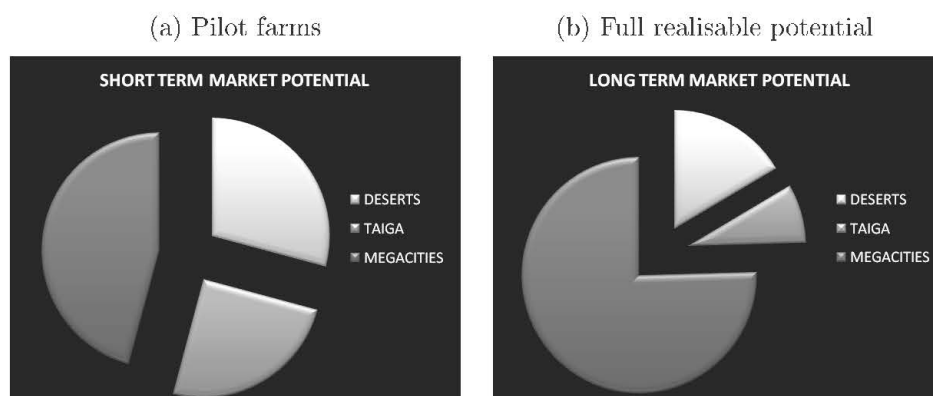 (a) Pilot farms
(b) Full realisable potential
SHORT TERM MARKET POTENTIAL
DESERTS
TAIGA
MEGACITIES
LONG TERM MARKET POTENTIAL
DESERTS
TAIGA
MEGACITIES